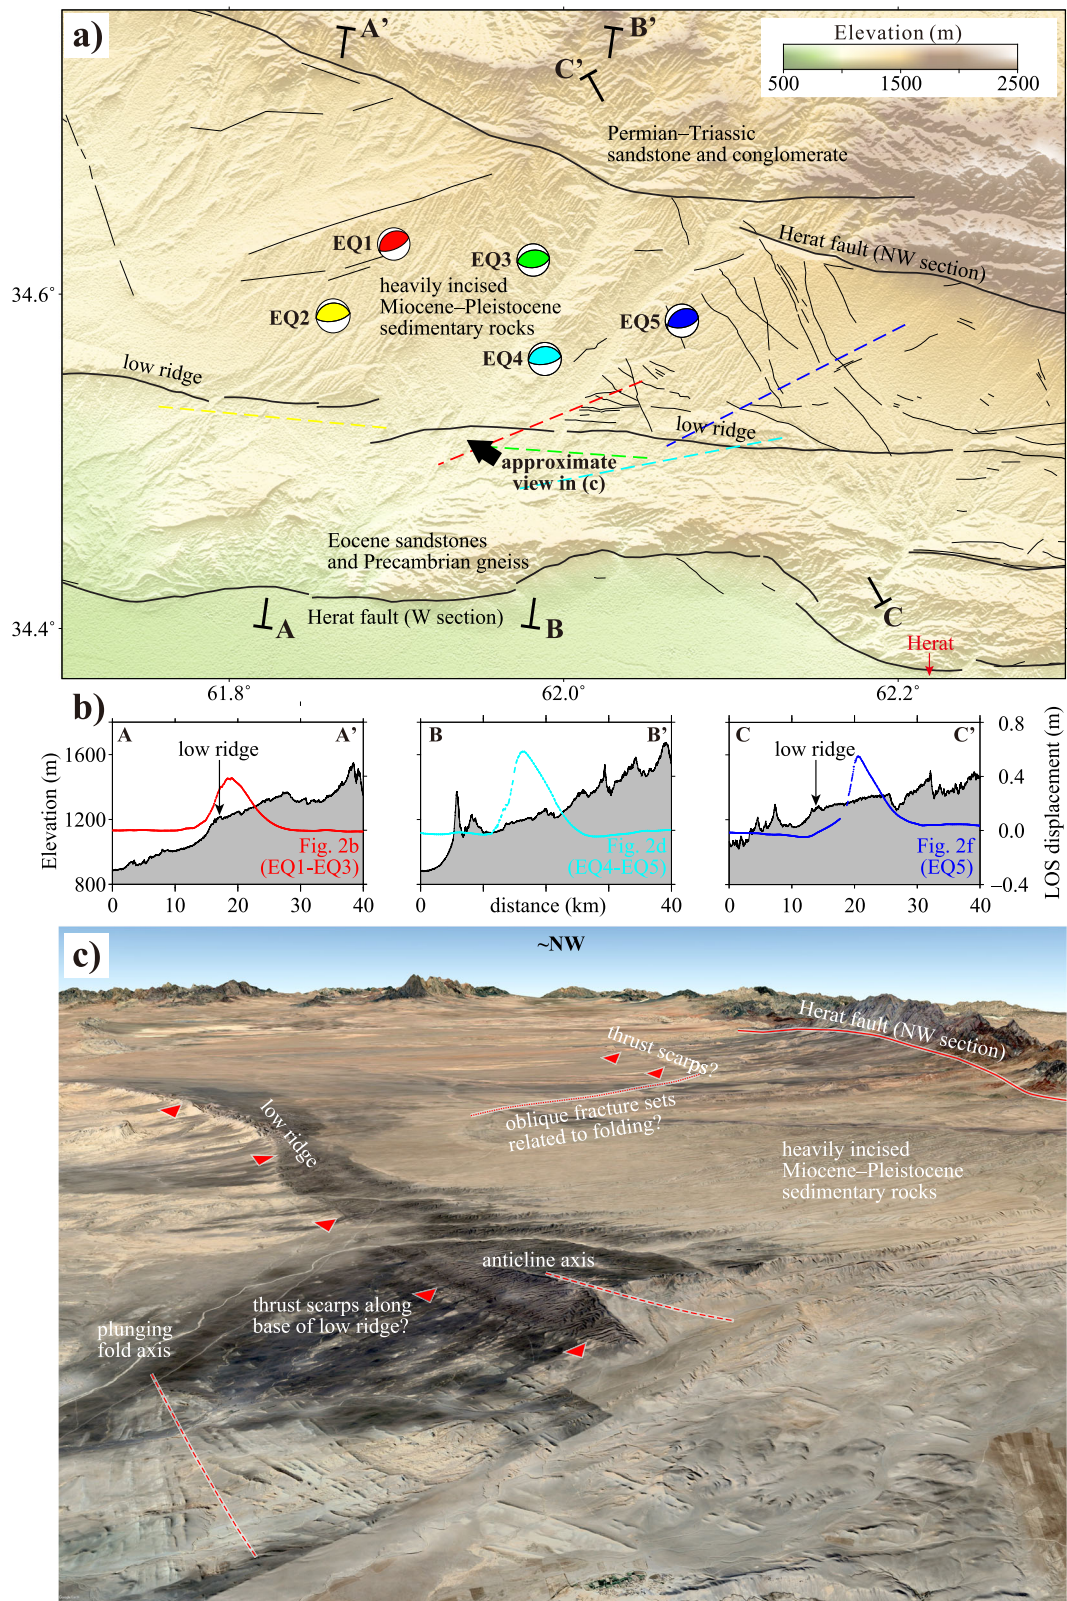 a)
A’
B’
C’
Elevation (m)
500
1500
2500
Permian–Triassic
sandstone and conglomerate
Herat fault (NW section)
EQ1
EQ3
heavily incised
Miocene–Pleistocene
sedimentary rocks
EQ2
EQ5
EQ4
34.6°
low ridge
low ridge
approximate
view in (c)
Eocene sandstones
and Precambrian gneiss
Herat fault (W section)
A
B
C
Herat
34.4°
61.8°
62.0°
62.2°
b)
A
A’
B
B’
C
C’
low ridge
low ridge
Elevation (m)
1600
1200
800
LOS displacement (m)
0.8
0.4
0.0
−0.4
Fig. 2b
(EQ1-EQ3)
Fig. 2d
(EQ4-EQ5)
Fig. 2f
(EQ5)
0
10
20
30
40
0
distance (km)
30
40
0
10
20
30
40
c)
~NW
Herat fault (NW section)
thrust scarps?
oblique fracture sets
related to folding?
low ridge
heavily incised
Miocene–Pleistocene
sedimentary rocks
anticline axis
thrust scarps along
base of low ridge?
plunging
fold axis